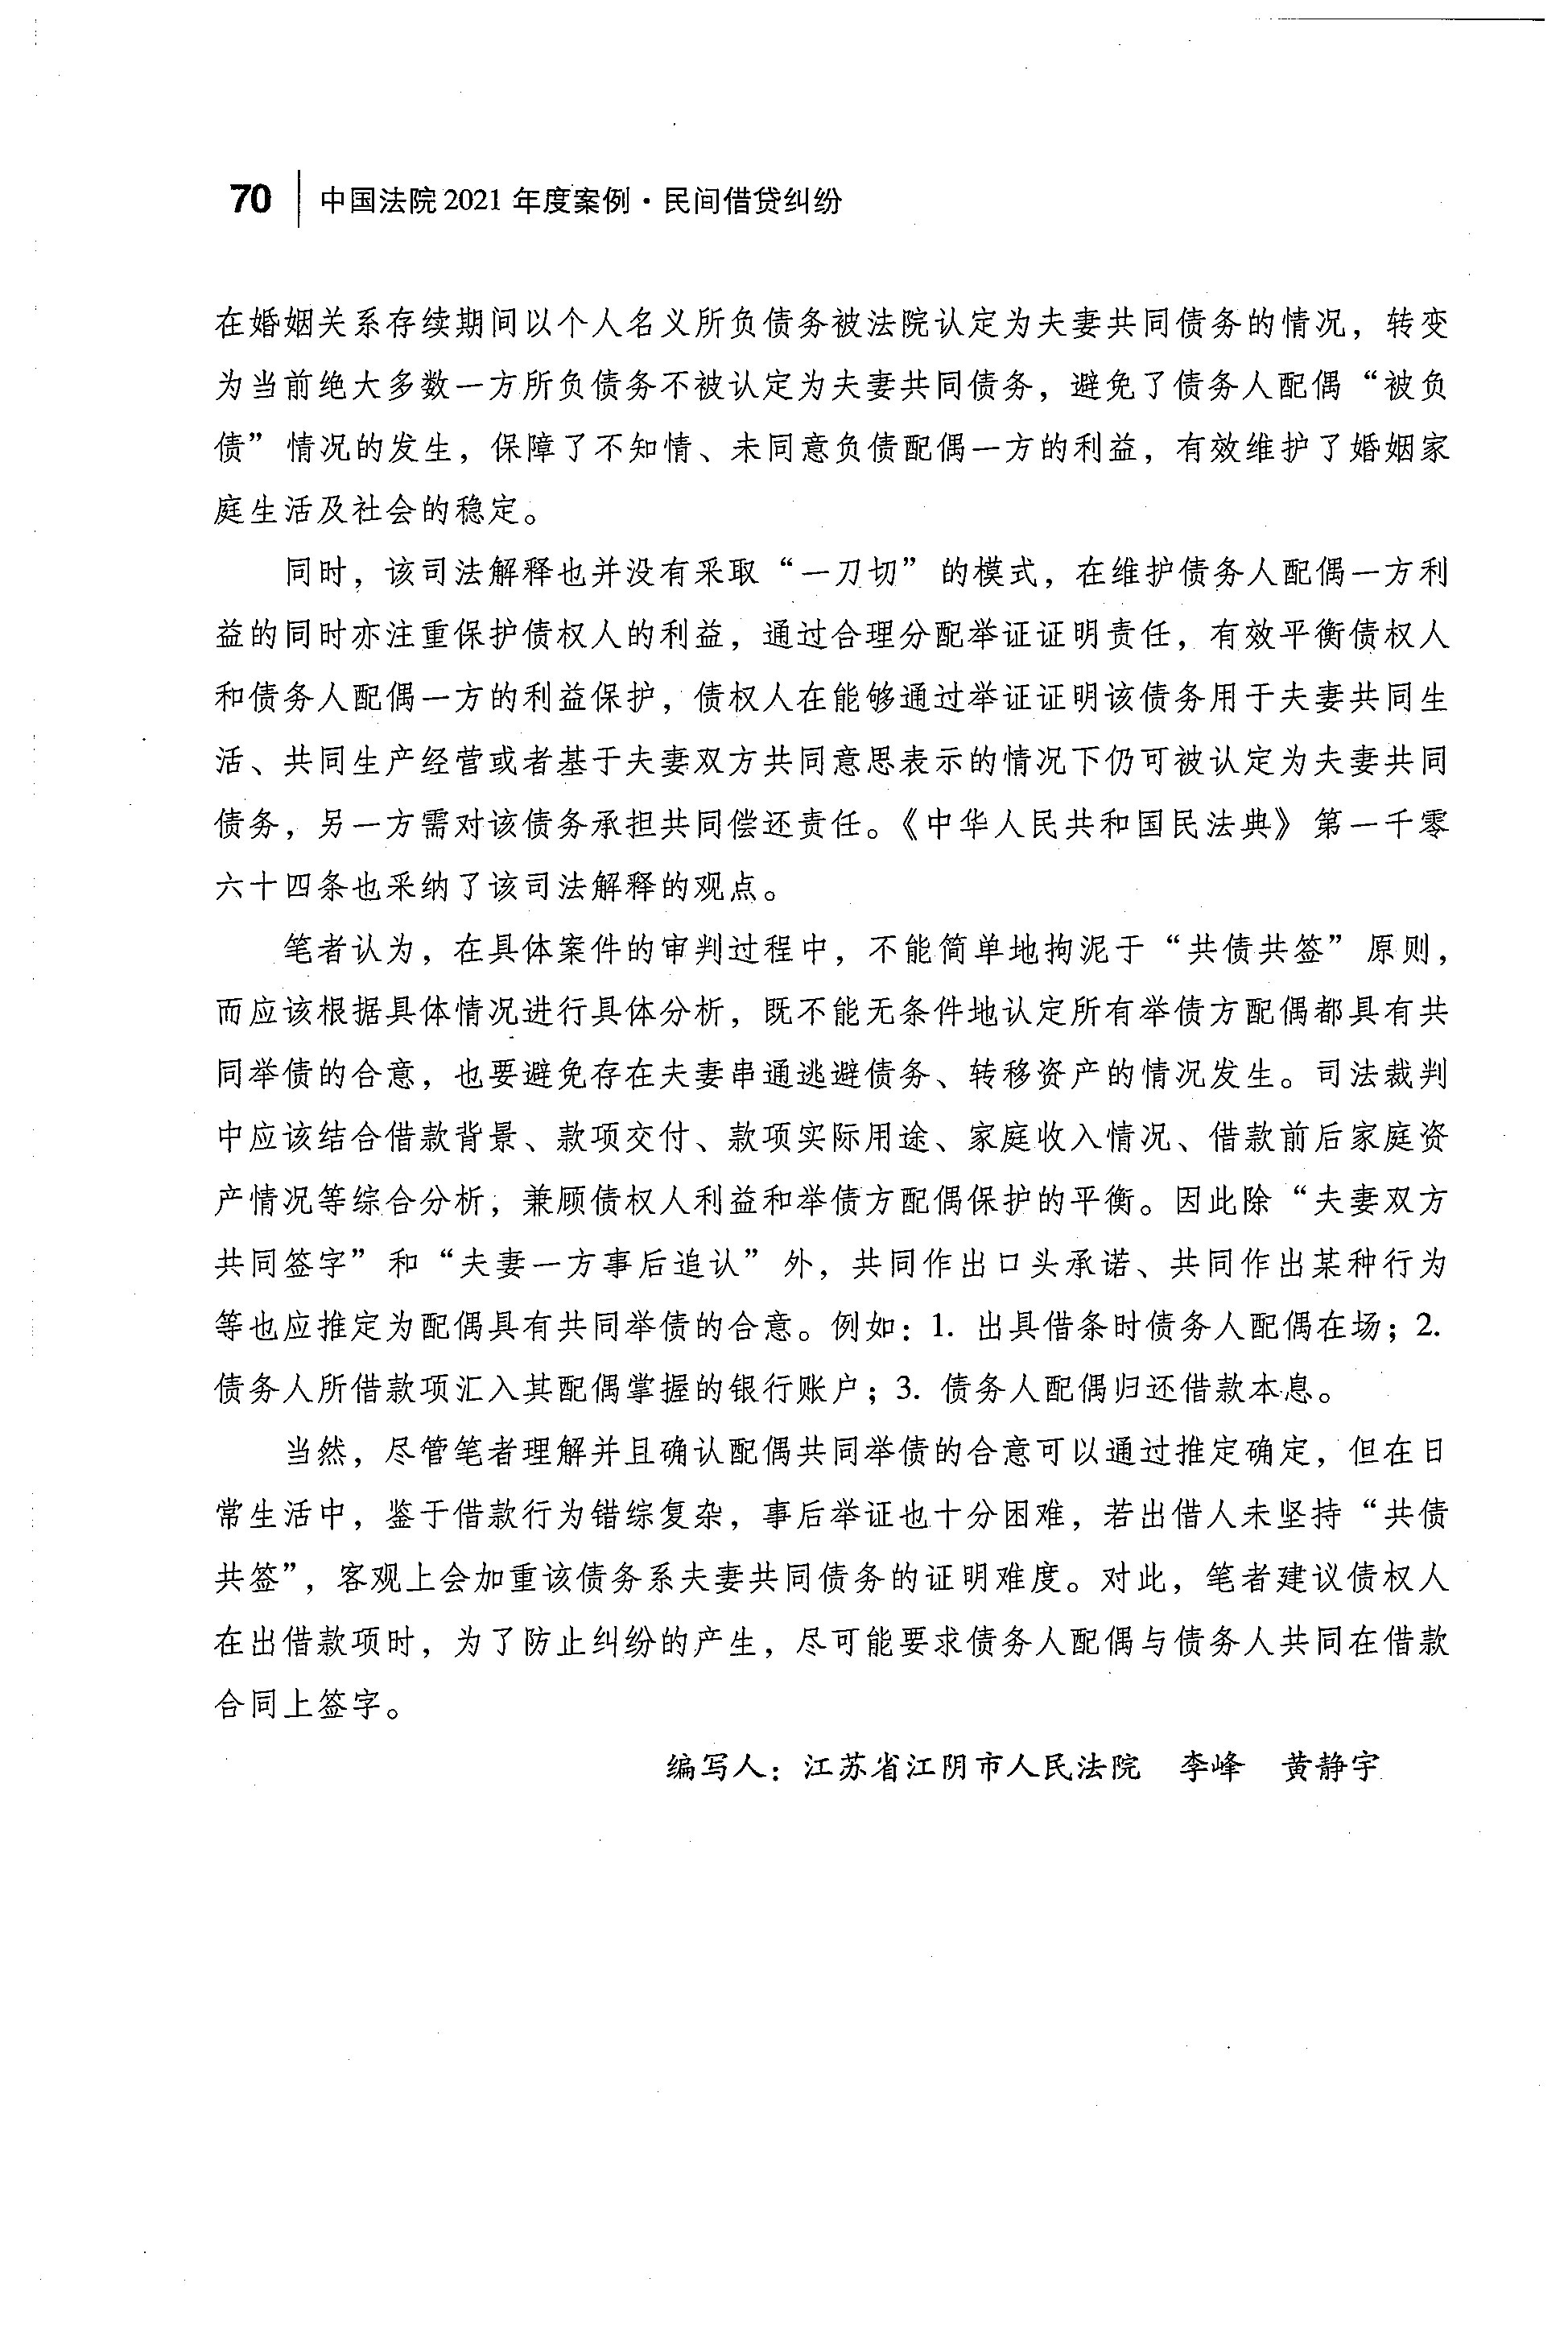 70 中国法院2021年度案例·民间借贷纠纷
在婚姻关系存续期间以个人名义所负债务被法院认定为夫妻共同债务的情况，转变
为当前绝大多数一方所负债务不被认定为夫妻共同债务，避免了债务人配偶“被负
债”情况的发生，保障了不知情、未同意负债配偶一方的利益，有效维护了婚姻家
庭生活及社会的稳定。
同时，该司法解释也并没有采取“一刀切”的模式，在维护债务人配偶一方利
益的同时亦注重保护债权人的利益，通过合理分配举证证明责任，有效平衡债权人
和债务人配偶一方的利益保护，债权人在能够通过举证证明该债务用于夫妻共同生
活、共同生产经营或者基于夫妻双方共同意思表示的情况下仍可被认定为夫妻共同
债务，另一方需对该债务承担共同偿还责任。《中华人民共和国民法典》第一千零
六十四条也采纳了该司法解释的观点。
笔者认为，在具体案件的审判过程中，不能简单地拘泥于“共债共签”原则，
而应该根据具体情况进行具体分析，既不能无条件地认定所有举债方配偶都具有共
同举债的合意，也要避免存在夫妻串通逃避债务、转移资产的情况发生。司法裁判
中应该结合借款背景、款项交付、款项实际用途、家庭收入情况、借款前后家庭资
产情况等综合分析，兼顾债权人利益和举债方配偶保护的平衡。因此除“夫妻双方
共同签字”和“夫妻一方事后追认”外，共同作出口头承诺、共同作出某种行为
等也应推定为配偶具有共同举债的合意。例如：1. 出具借条时债务人配偶在场；2.
债务人所借款项汇入其配偶掌握的银行账户；3. 债务人配偶归还借款本息。
当然，尽管笔者理解并且确认配偶共同举债的合意可以通过推定确定，但在日
常生活中，鉴于借款行为错综复杂，事后举证也十分困难，若出借人未坚持“共债
共签”，客观上会加重该债务系夫妻共同债务的证明难度。对此，笔者建议债权人
在出借款项时，为了防止纠纷的产生，尽可能要求债务人配偶与债务人共同在借款
合同上签字。
编写人：江苏省江阴市人民法院　李峰　黄静宇